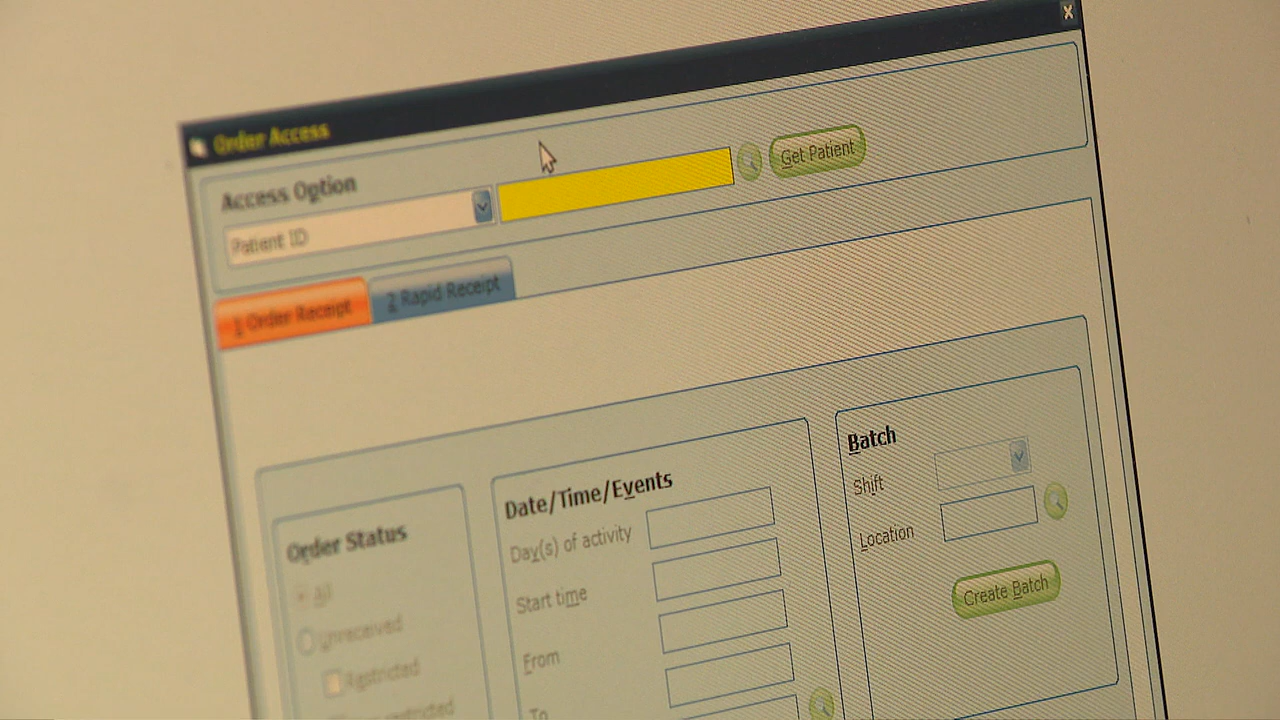 Order Access
Access Option
Patient ID
Get Patient
1 Order Receipt
2 Rapid Receipt
Order Status
All
Unreceived
Restricted
Date/Time/Events
Day(s) of activity
Start time
From
To
Batch
Shift
Location
Create Batch